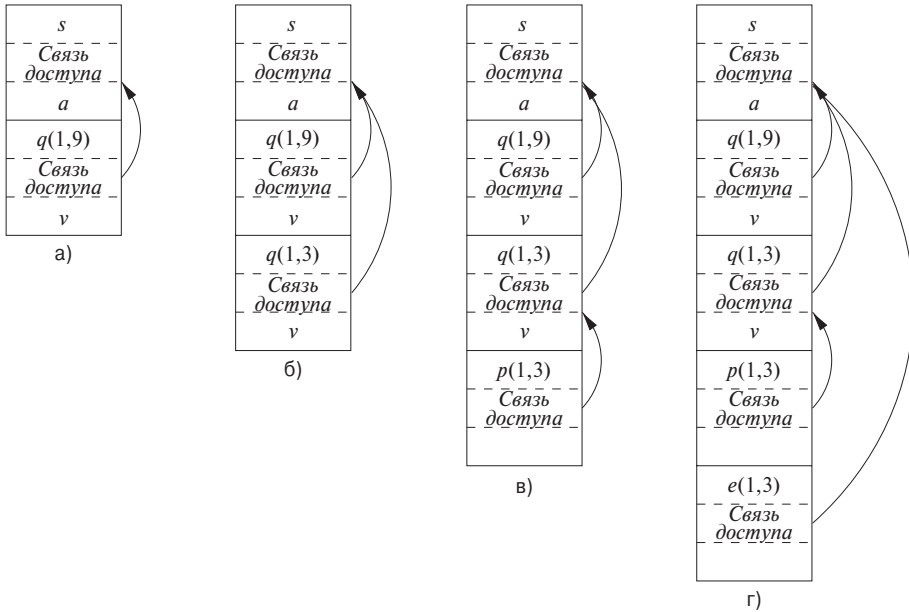 s
Связь
доступа
a
q(1,9)
Связь
доступа
v
а)
s
Связь
доступа
a
q(1,9)
Связь
доступа
v
q(1,3)
Связь
доступа
v
б)
s
Связь
доступа
a
q(1,9)
Связь
доступа
v
q(1,3)
Связь
доступа
v
p(1,3)
Связь
доступа
в)
s
Связь
доступа
a
q(1,9)
Связь
доступа
v
q(1,3)
Связь
доступа
v
p(1,3)
Связь
доступа
e(1,3)
Связь
доступа
г)